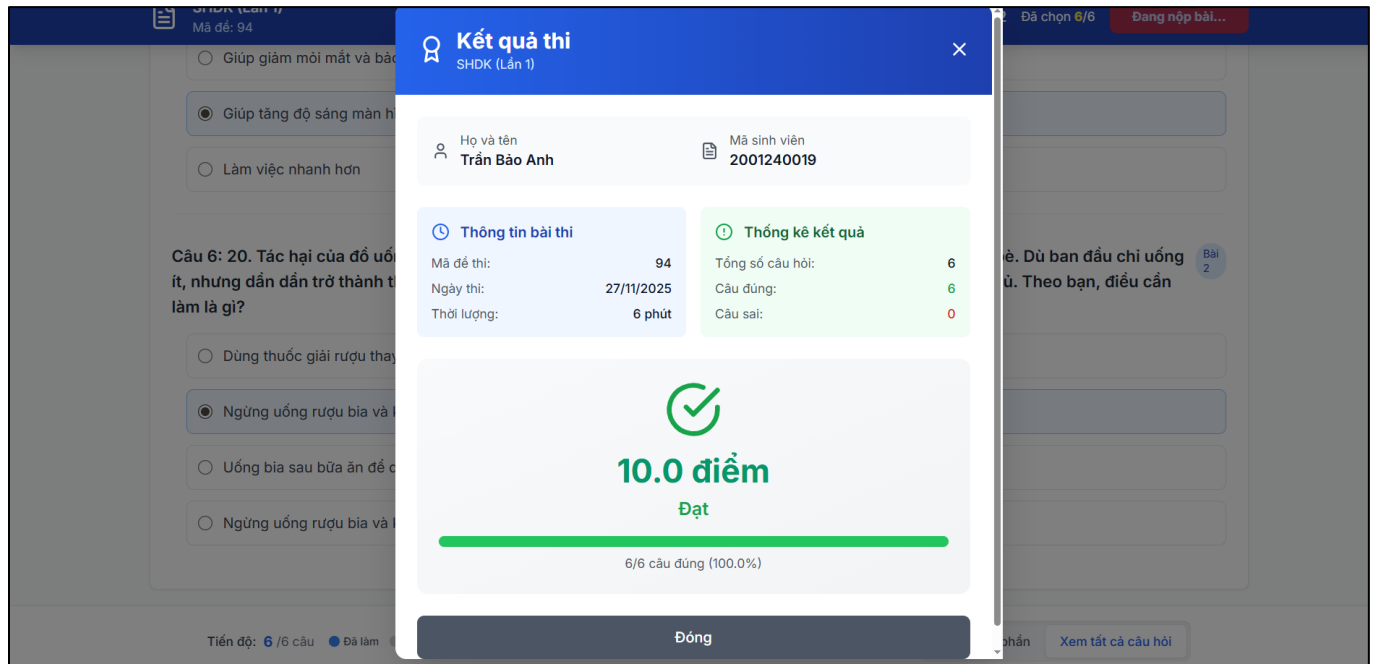 SHDK (Lần 1)
Mã đề: 94
Đã chọn 6/6
Đang nộp bài...
Giúp giảm mỏi mắt và
Giúp tăng độ sáng màn
Làm việc nhanh hơn
Câu 6: 20. Tác hại của đồ
ít, nhưng dần dần trở thành
làm là gì?
Dù ban đầu chỉ uống
Theo bạn, điều cần
Bài
2
Dùng thuốc giải rượu
Ngừng uống rượu bia và
Uống bia sau bữa ăn để
Ngừng uống rượu bia và
Tiến độ: 6 /6 câu
Đã làm
Xem tất cả câu hỏi
Kết quả thi
SHDK (Lần 1)
Họ và tên
Trần Bảo Anh
Mã sinh viên
2001240019
Thông tin bài thi
Mã đề thi: 94
Ngày thi: 27/11/2025
Thời lượng: 6 phút
Thống kê kết quả
Tổng số câu hỏi: 6
Câu đúng: 6
Câu sai: 0
10.0 điểm
Đạt
6/6 câu đúng (100.0%)
Đóng